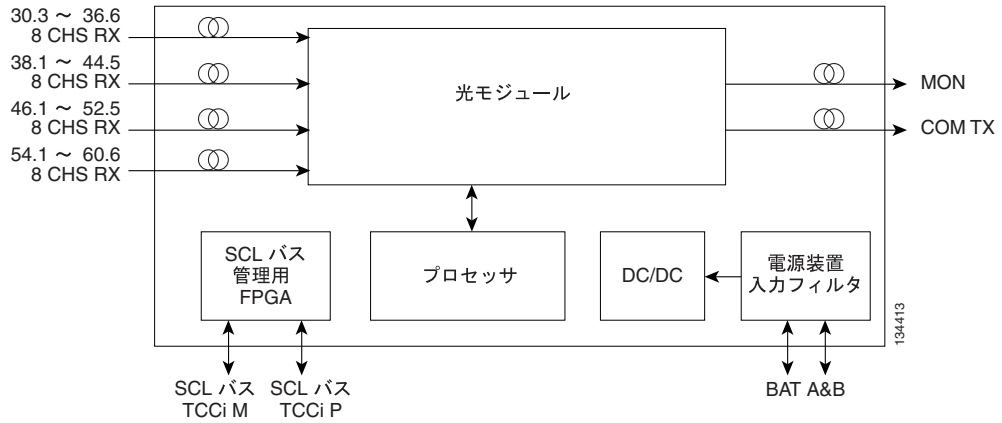 30.3 ～ 36.6
8 CHS RX
38.1 ～ 44.5
8 CHS RX
46.1 ～ 52.5
8 CHS RX
54.1 ～ 60.6
8 CHS RX
光モジュール
MON
COM TX
SCL バス
管理用
FPGA
プロセッサ
DC/DC
電源装置
入力フィルタ
134413
SCL バス
TCCi M
SCL バス
TCCi P
BAT A&B